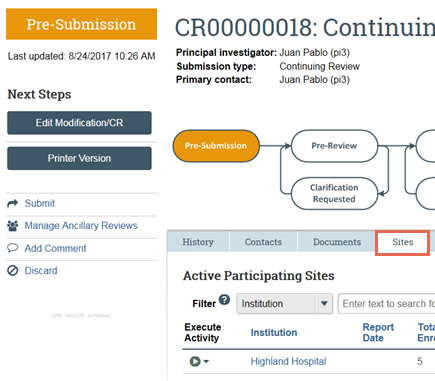 Pre-Submission
Last updated: 8/24/2017 10:26 AM
Next Steps
Edit Modification/CR
Printer Version
Submit
Manage Ancillary Reviews
Add Comment
Discard
CR00000018: Continuin
Principal investigator: Juan Pablo (pi3)
Submission type: Continuing Review
Primary contact: Juan Pablo (pi3)
Pre-Submission
Pre-Review
Clarification
Requested
History Contacts Documents Sites
Active Participating Sites
Filter ? Institution Enter text to search fo
Execute Activity
Institution
Report Date
Tota
Enro
Highland Hospital 5